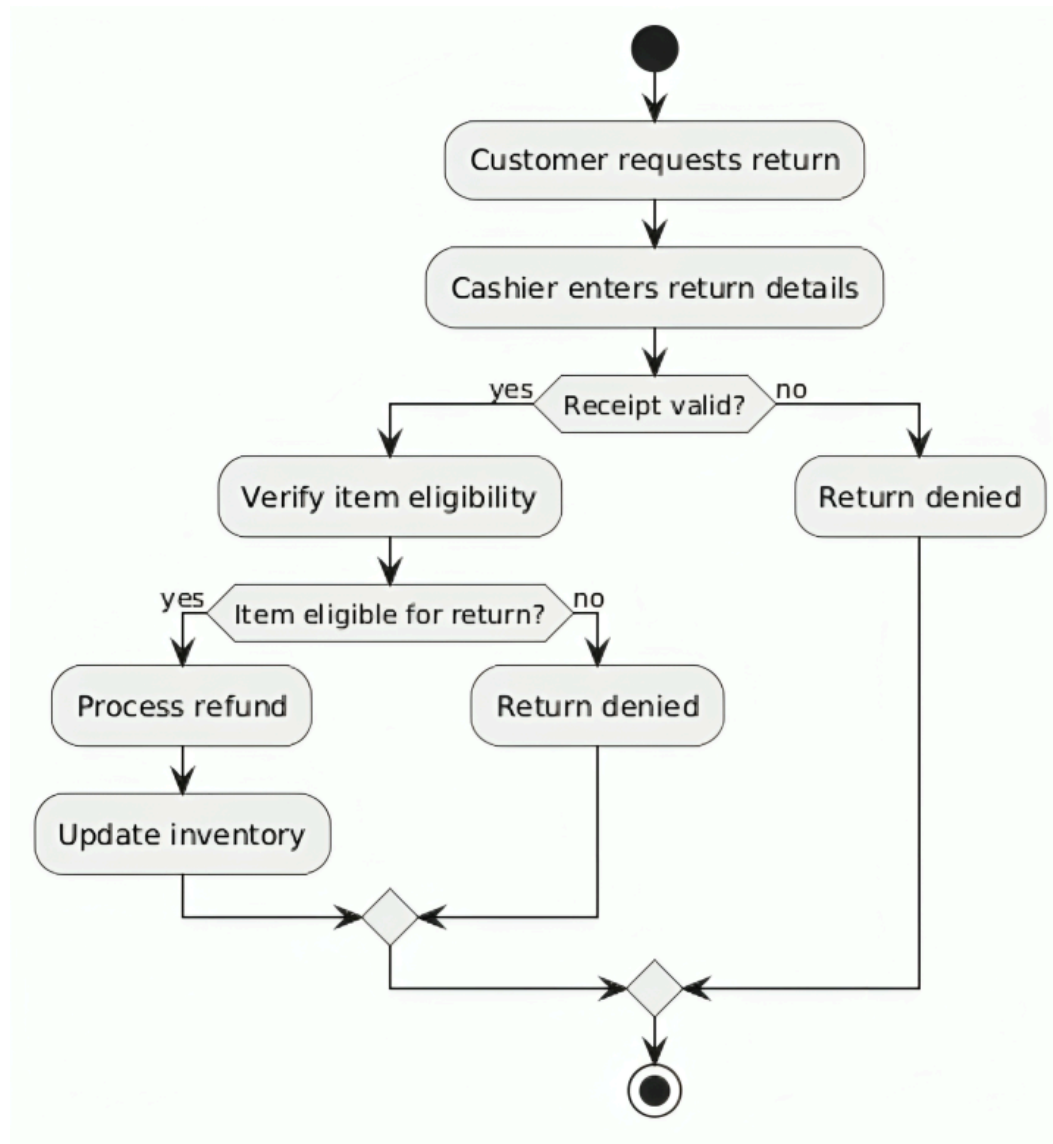 Customer requests return
Cashier enters return details
yes
Receipt valid?
no
Verify item eligibility
Return denied
yes
Item eligible for return?
no
Process refund
Return denied
Update inventory